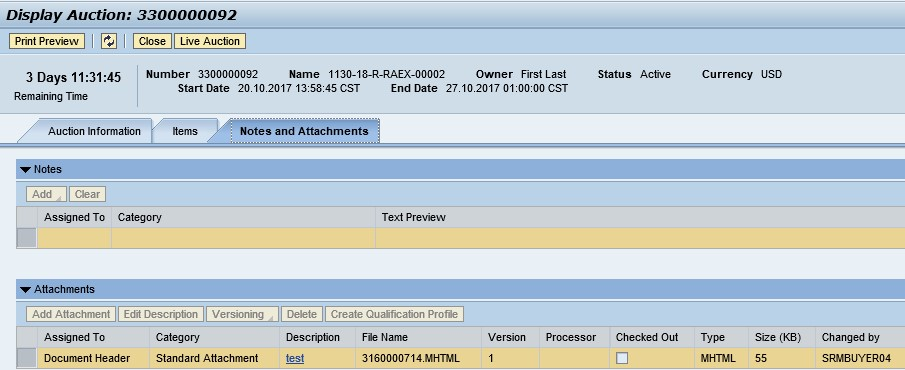 Display Auction: 3300000092
Print Preview Close Live Auction
3 Days 11:31:45 Number 3300000092 Name 1130-18-R-RAEX-00002 Owner First Last Status Active Currency USD
Remaining Time Start Date 20.10.2017 13:58:45 CST End Date 27.10.2017 01:00:00 CST
Auction Information Items Notes and Attachments
Notes
Add Clear
Assigned To Category Text Preview
Attachments
Add Attachment Edit Description Versioning Delete Create Qualification Profile
Assigned To Category Description File Name Version Processor Checked Out Type Size (KB) Changed by
Document Header Standard Attachment test 3160000714.MHTML 1 MHTML 55 SRMBUYER04